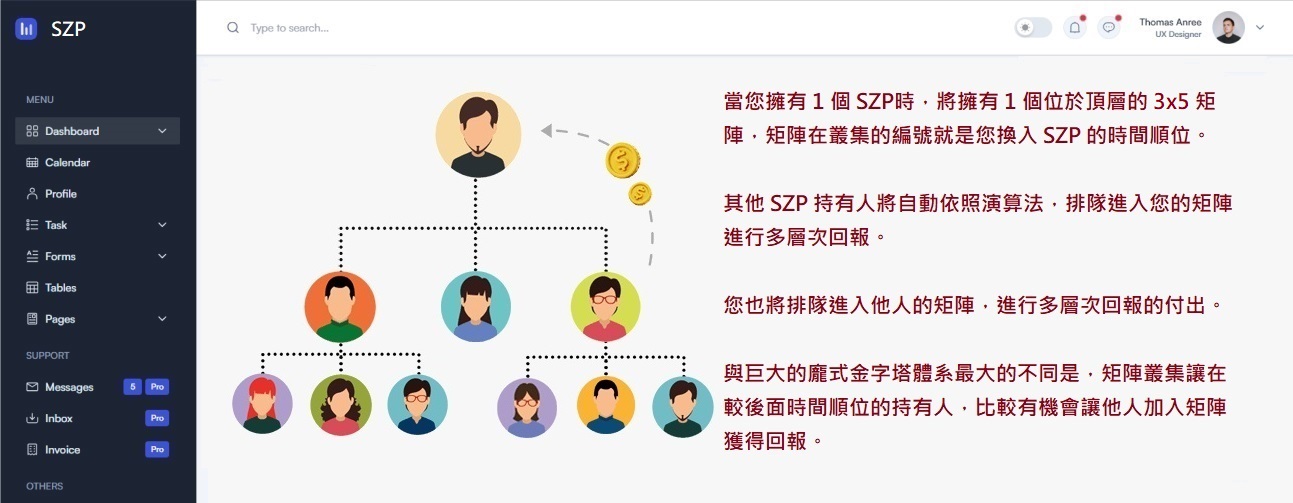 SZP
Type to search...
Thomas Anree
UX Designer
MENU
Dashboard
Calendar
Profile
Task
Forms
Tables
Pages
SUPPORT
Messages 5 Pro
Inbox Pro
Invoice Pro
OTHERS
當您擁有 1 個 SZP時，將擁有 1 個位於頂層的 3x5 矩
陣，矩陣在叢集的編號就是您換入 SZP 的時間順位。
其他 SZP 持有人將自動依照演算法，排隊進入您的矩陣
進行多層次回報。
您也將排隊進入他人的矩陣，進行多層次回報的付出。
與巨大的龐式金字塔體系最大的不同是，矩陣叢集讓在
較後面時間順位的持有人，比較有機會讓他人加入矩陣
獲得回報。